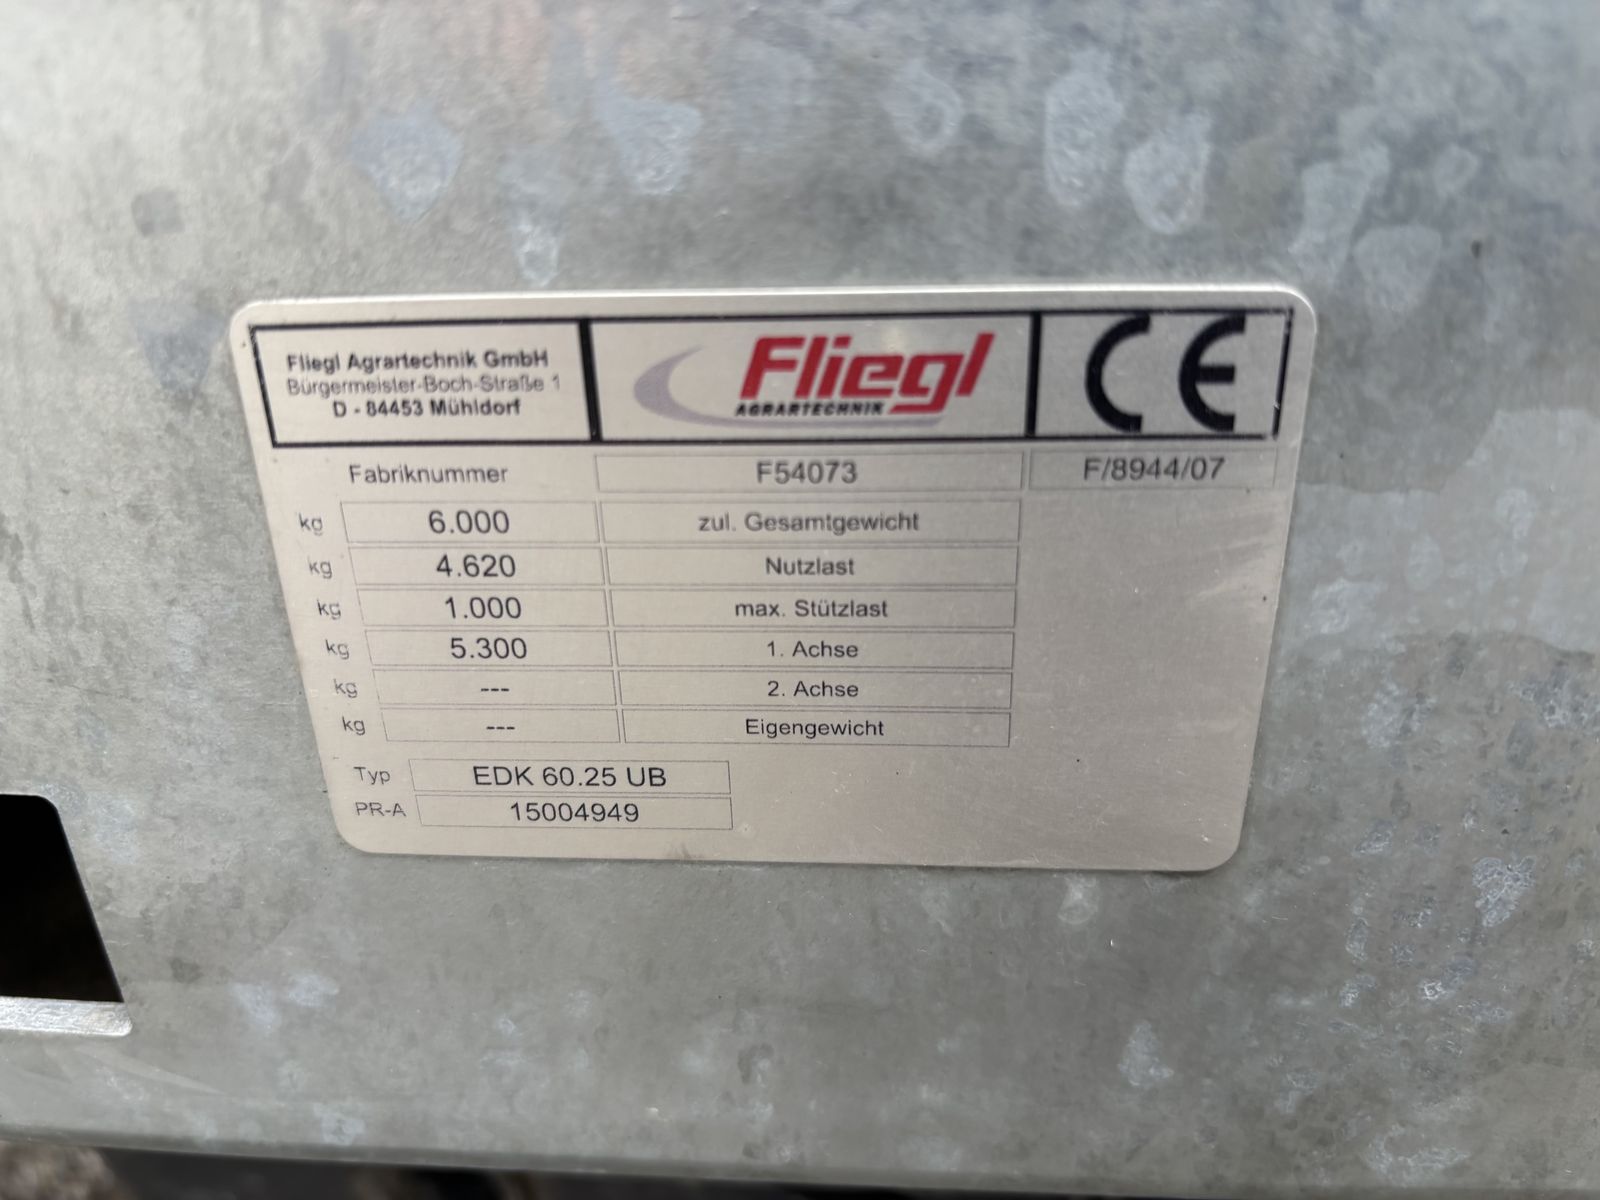 Fliegl Agrartechnik GmbH
Bürgermeister-Boch-Straße 1
D - 84453 Mühldorf
Fliegl
AGRARTECHNIK
CE
Fabriknummer F54073 F/8944/07
kg 6.000 zul. Gesamtgewicht
kg 4.620 Nutzlast
kg 1.000 max. Stützlast
kg 5.300 1. Achse
kg --- 2. Achse
kg --- Eigengewicht
Typ EDK 60.25 UB
PR-A 15004949